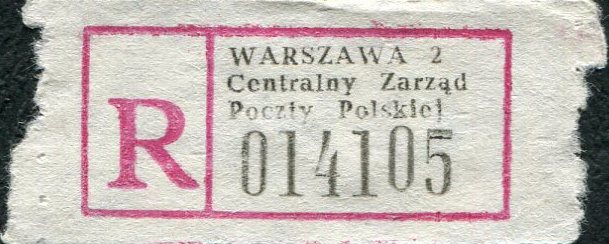 R
WARSZAWA 2
Centralny Zarząd
Poczty Polskiej
014105